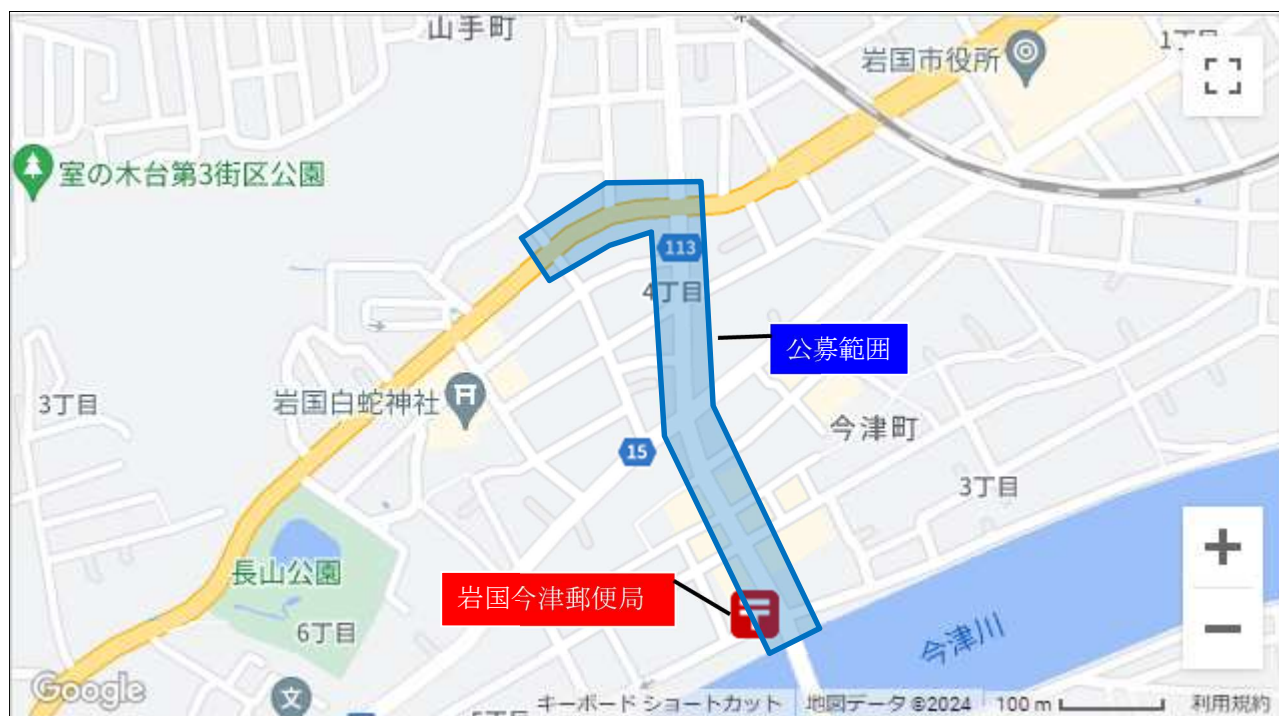 山手町
岩国市役所
室の木台第3街区公園
113
4丁目
公募範囲
3丁目
岩国白蛇神社
今津町
15
3丁目
長山公園
岩国今津郵便局
6丁目
今津川
Google
文
キーボード ショートカット
地図データ ©2024
100 m
利用規約